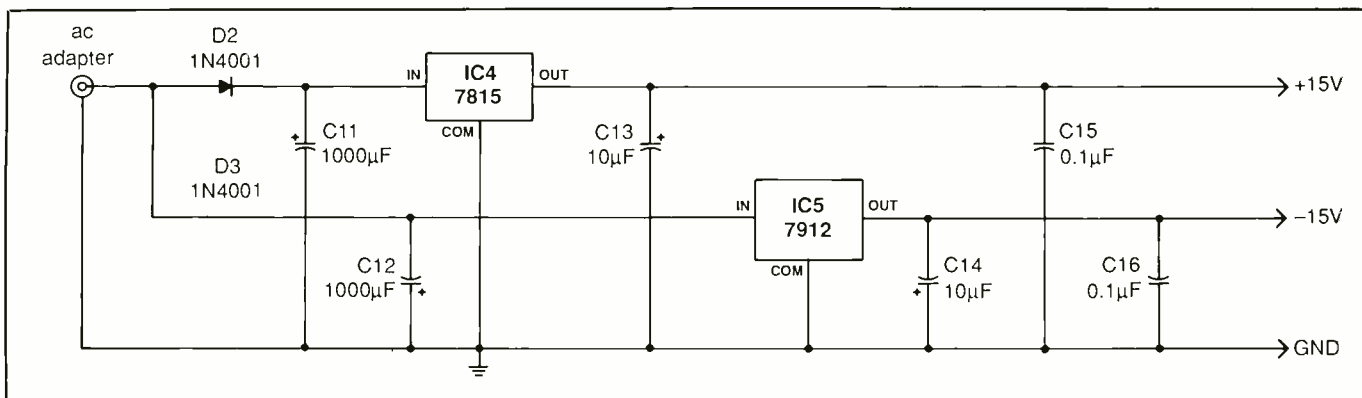 ac
adapter
D2
1N4001
IN
IC4
7815
OUT
COM
+15V
+
C11
1000µF
C13
10µF
+
C15
0.1µF
D3
1N4001
IN
IC5
7912
OUT
COM
−15V
C12
1000µF
+
C14
10µF
+
C16
0.1µF
GND